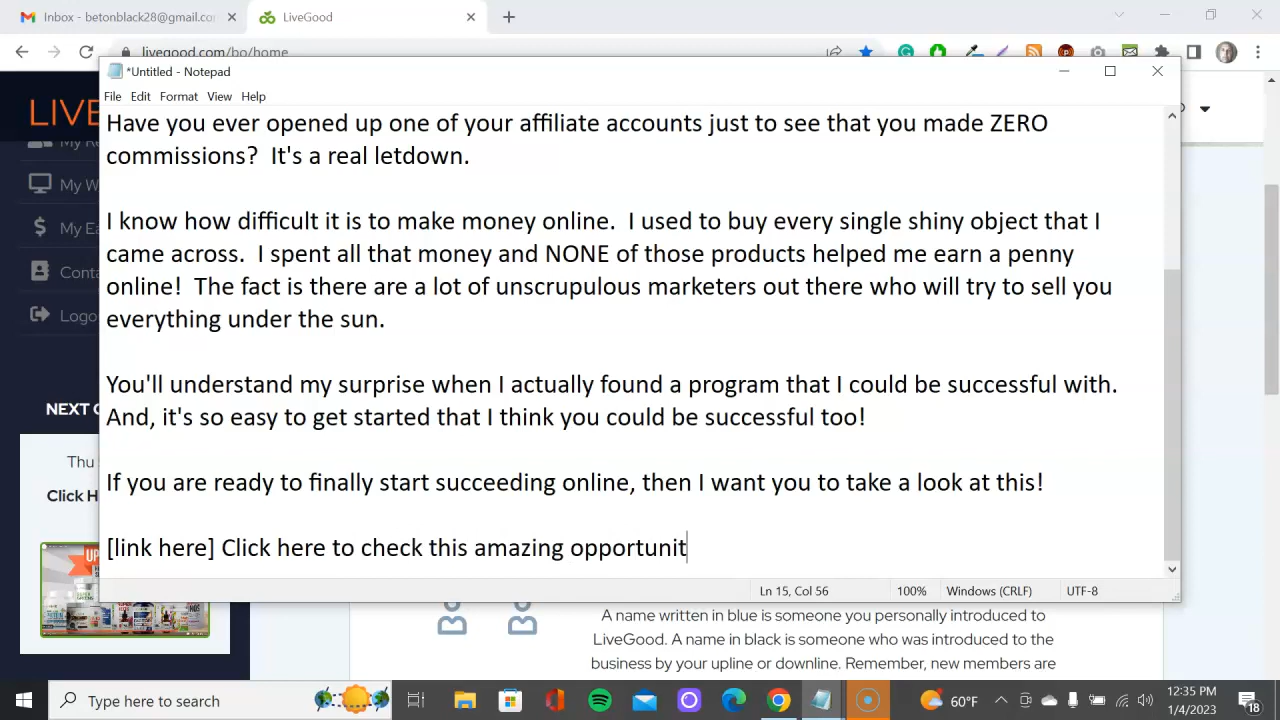 Inbox - betonblack28@gmail.co
LiveGood
livegood.com/bo/home
*Untitled - Notepad
File Edit Format View Help
LIVE
My
My W
My Ea
Conta
Logo
NEXT
Thu
Click H
Have you ever opened up one of your affiliate accounts just to see that you made ZERO
commissions?  It's a real letdown.
I know how difficult it is to make money online.  I used to buy every single shiny object that I
came across.  I spent all that money and NONE of those products helped me earn a penny
online!  The fact is there are a lot of unscrupulous marketers out there who will try to sell you
everything under the sun.
You'll understand my surprise when I actually found a program that I could be successful with.
And, it's so easy to get started that I think you could be successful too!
If you are ready to finally start succeeding online, then I want you to take a look at this!
[link here] Click here to check this amazing opportunit
Ln 15, Col 56 100% Windows (CRLF) UTF-8
A name written in blue is someone you personally introduced to
LiveGood. A name in black is someone who was introduced to the
business by your upline or downline. Remember, new members are
Type here to search
60°F
12:35 PM
1/4/2023
18